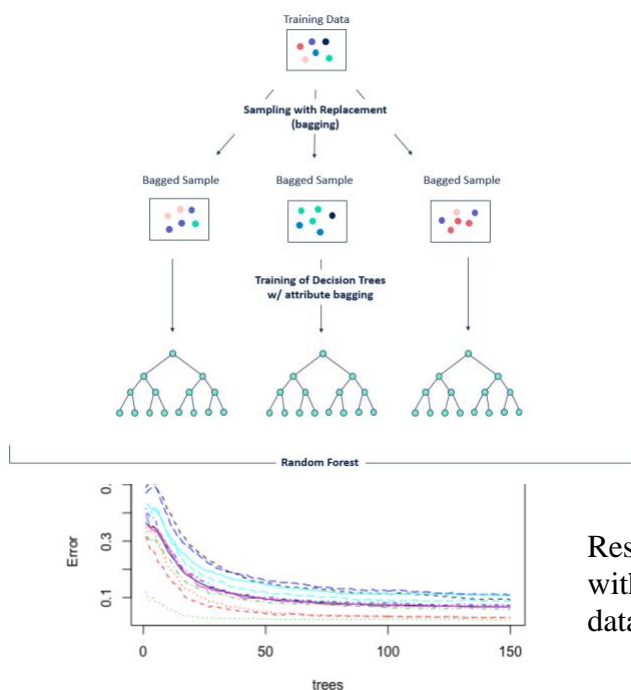 Training Data
Sampling with Replacement
(bagging)
Bagged Sample
Bagged Sample
Bagged Sample
Training of Decision Trees
w/ attribute bagging
Random Forest
0.
0.3
0.1
Error
0
50
100
150
trees
Res
with
data